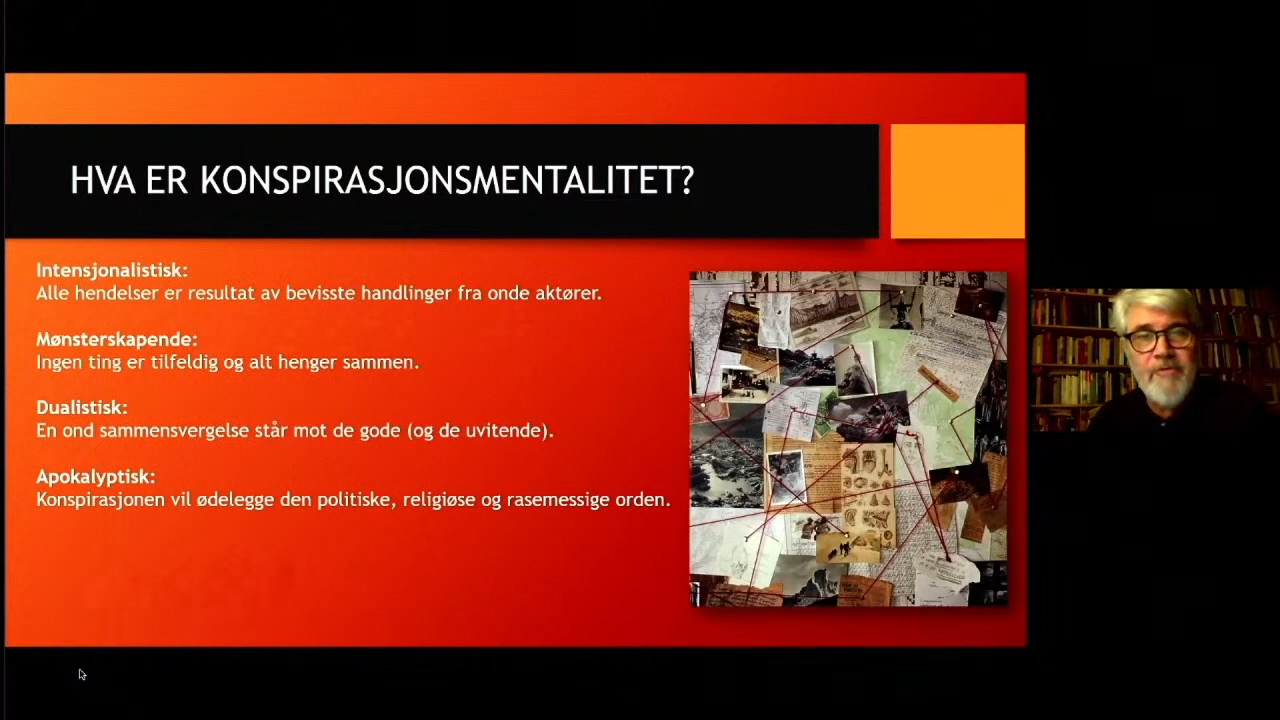 HVA ER KONSPIRASJONSMENTALITET?
Intensjonalistisk:
Alle hendelser er resultat av bevisste handlinger fra onde aktører.
Mønsterskapende:
Ingen ting er tilfeldig og alt henger sammen.
Dualistisk:
En ond sammensvergelse står mot de gode (og de uvitende).
Apokalyptisk:
Konspirasjonen vil ødelegge den politiske, religiøse og rasemessige orden.